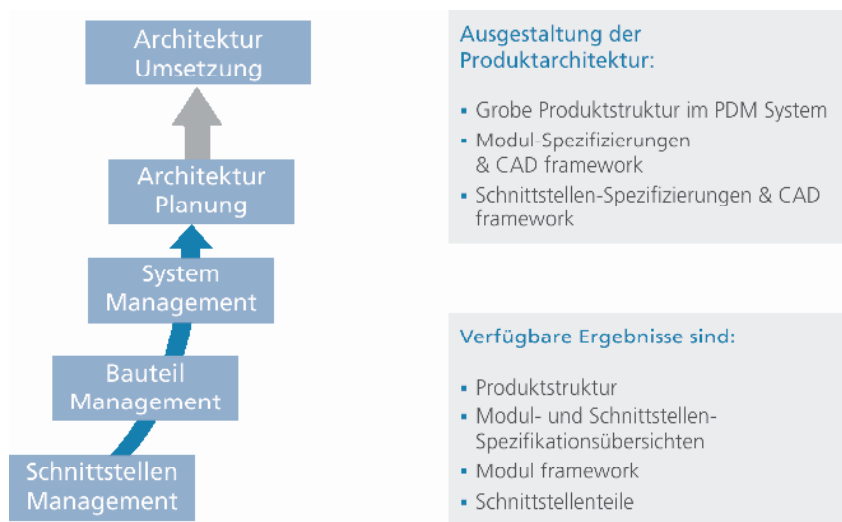 Architektur
Umsetzung
Architektur
Planung
System
Management
Bauteil
Management
Schnittstellen
Management
Ausgestaltung der
Produktarchitektur:
▪ Grobe Produktstruktur im PDM System
▪ Modul-Spezifizierungen
& CAD framework
▪ Schnittstellen-Spezifizierungen & CAD
framework
Verfügbare Ergebnisse sind:
▪ Produktstruktur
▪ Modul- und Schnittstellen-
Spezifikationsübersichten
▪ Modul framework
▪ Schnittstellenteile